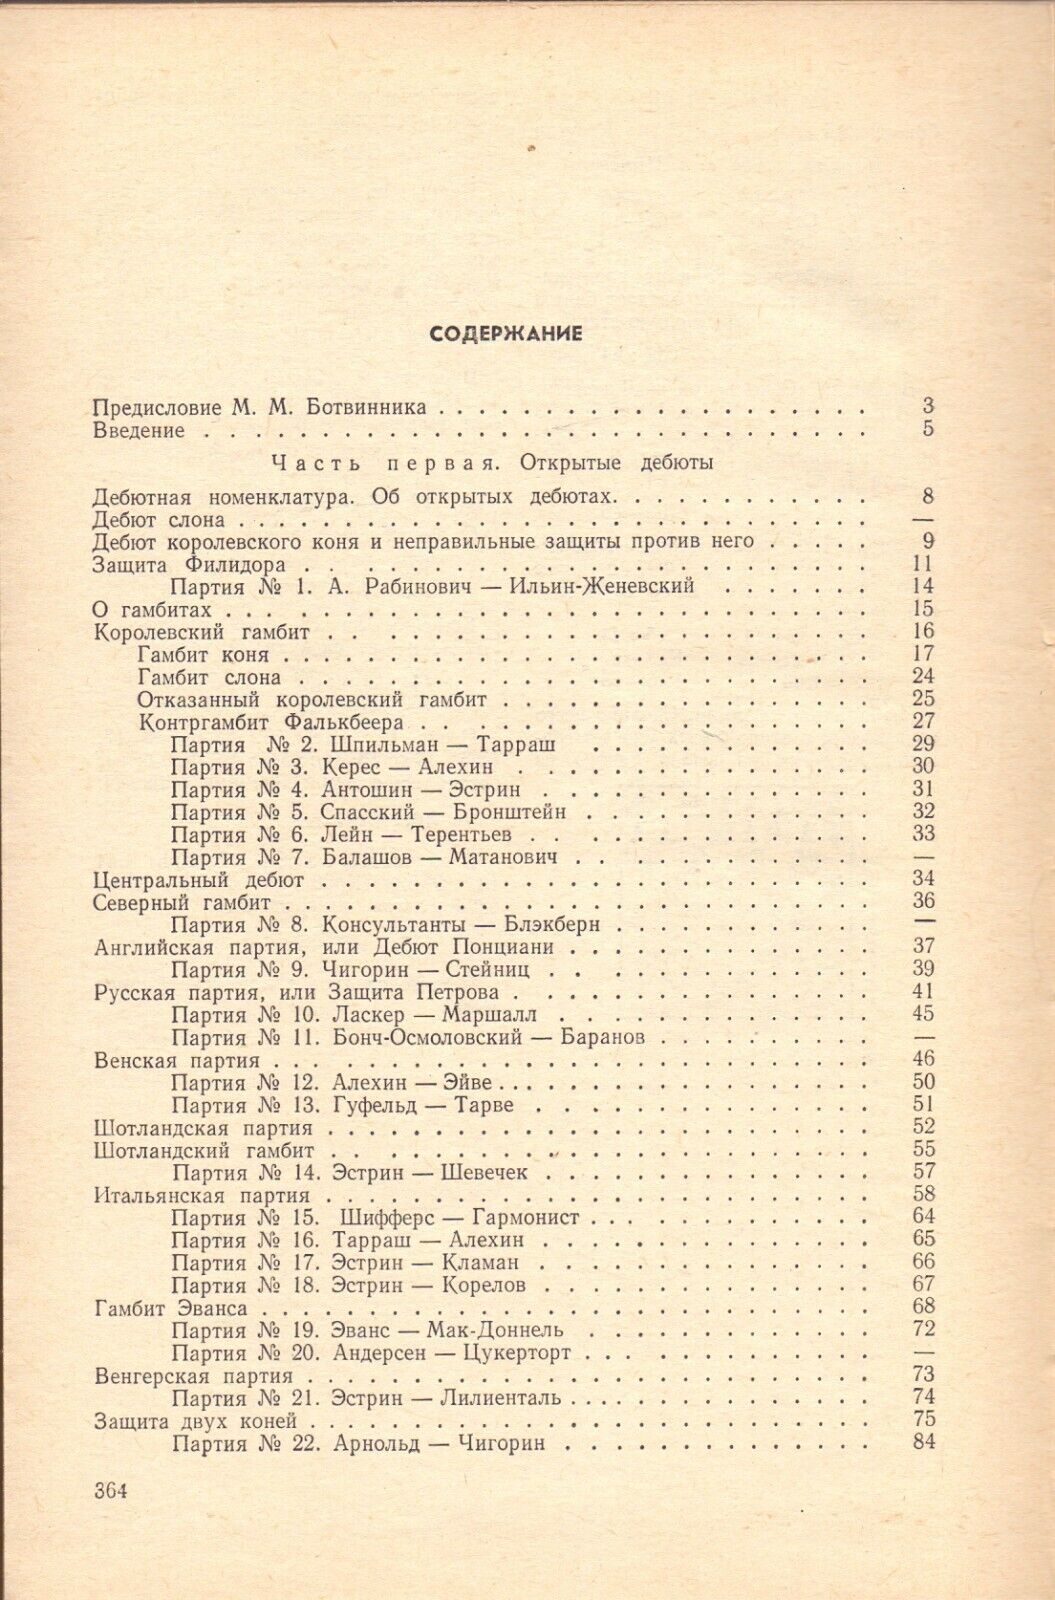 СОДЕРЖАНИЕ
Предисловие М. М. Ботвинника . . . . . . . . . . . . . . . . . . . . 3
Введение . . . . . . . . . . . . . . . . . . . . . . . . . . . . 5
Часть первая. Открытые дебюты
Дебютная номенклатура. Об открытых дебютах. . . . . . . . . . . . 8
Дебют слона . . . . . . . . . . . . . . . . . . . . . . . . . . . —
Дебют королевского коня и неправильные защиты против него . . . . . 9
Защита Филидора . . . . . . . . . . . . . . . . . . . . . . . . 11
Партия № 1. А. Рабинович — Ильин-Женевский . . . . . . . 14
О гамбитах . . . . . . . . . . . . . . . . . . . . . . . . . . . 15
Королевский гамбит . . . . . . . . . . . . . . . . . . . . . . . 16
Гамбит коня . . . . . . . . . . . . . . . . . . . . . . . . . 17
Гамбит слона . . . . . . . . . . . . . . . . . . . . . . . . 24
Отказанный королевский гамбит . . . . . . . . . . . . . . . . 25
Контргамбит Фалькбеера . . . . . . . . . . . . . . . . . . . 27
Партия № 2. Шпильман — Тарраш . . . . . . . . . . . . . 29
Партия № 3. Керес — Алехин . . . . . . . . . . . . . . . 30
Партия № 4. Антошин — Эстрин . . . . . . . . . . . . . . 31
Партия № 5. Спасский — Бронштейн . . . . . . . . . . . . 32
Партия № 6. Лейн — Терентьев . . . . . . . . . . . . . . 33
Партия № 7. Балашов — Матанович . . . . . . . . . . . . —
Центральный дебют . . . . . . . . . . . . . . . . . . . . . . . 34
Северный гамбит . . . . . . . . . . . . . . . . . . . . . . . . 36
Партия № 8. Консультанты — Блэкберн . . . . . . . . . . . —
Английская партия, или Дебют Понциани . . . . . . . . . . . . . 37
Партия № 9. Чигорин — Стейниц . . . . . . . . . . . . . 39
Русская партия, или Защита Петрова . . . . . . . . . . . . . . . 41
Партия № 10. Ласкер — Маршалл . . . . . . . . . . . . . 45
Партия № 11. Бонч-Осмоловский — Баранов . . . . . . . . . —
Венская партия . . . . . . . . . . . . . . . . . . . . . . . . . 46
Партия № 12. Алехин — Эйве . . . . . . . . . . . . . . . 50
Партия № 13. Гуфельд — Тарве . . . . . . . . . . . . . . 51
Шотландская партия . . . . . . . . . . . . . . . . . . . . . . . 52
Шотландский гамбит . . . . . . . . . . . . . . . . . . . . . . . 55
Партия № 14. Эстрин — Шевечек . . . . . . . . . . . . . . 57
Итальянская партия . . . . . . . . . . . . . . . . . . . . . . . 58
Партия № 15. Шифферс — Гармонист . . . . . . . . . . . . 64
Партия № 16. Тарраш — Алехин . . . . . . . . . . . . . . 65
Партия № 17. Эстрин — Кламан . . . . . . . . . . . . . . 66
Партия № 18. Эстрин — Корелов . . . . . . . . . . . . . . 67
Гамбит Эванса . . . . . . . . . . . . . . . . . . . . . . . . . 68
Партия № 19. Эванс — Мак-Доннель . . . . . . . . . . . . 72
Партия № 20. Андерсен — Цукерторт . . . . . . . . . . . . —
Венгерская партия . . . . . . . . . . . . . . . . . . . . . . . 73
Партия № 21. Эстрин — Лилиенталь . . . . . . . . . . . . . 74
Защита двух коней . . . . . . . . . . . . . . . . . . . . . . . 75
Партия № 22. Арнольд — Чигорин . . . . . . . . . . . . . 84
364